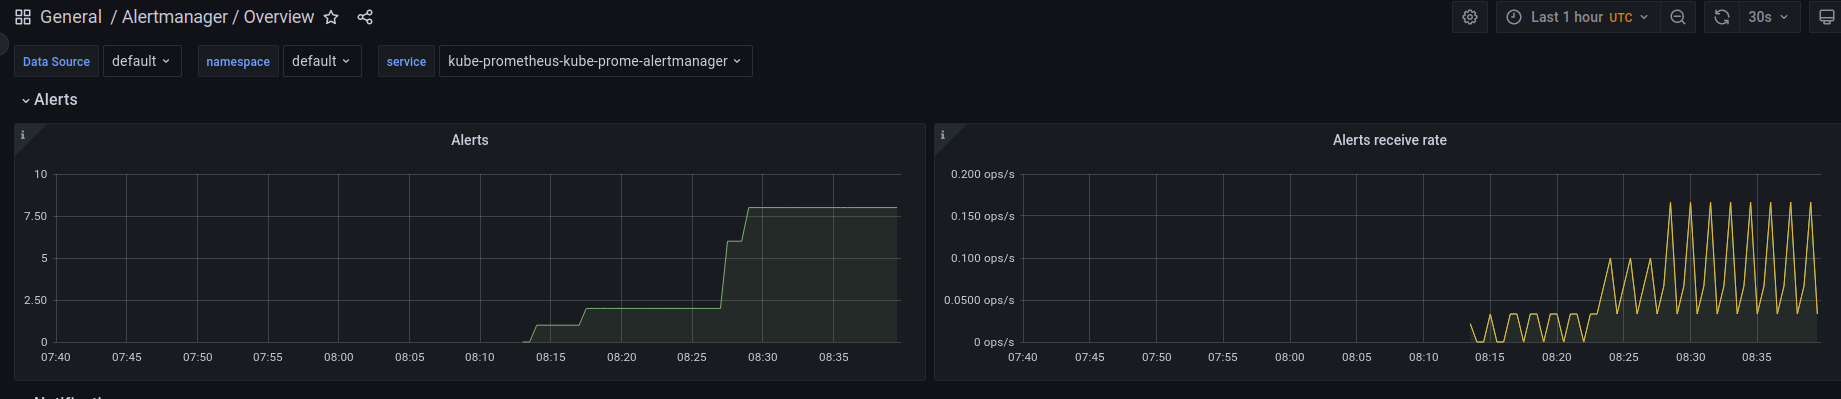 General / Alertmanager / Overview
Last 1 hour UTC
30s
Data Source default namespace default service kube-prometheus-kube-prome-alertmanager
Alerts
i
Alerts
10
7.50
5
2.50
0
07:40 07:45 07:50 07:55 08:00 08:05 08:10 08:15 08:20 08:25 08:30 08:35
i
Alerts receive rate
0.200 ops/s
0.150 ops/s
0.100 ops/s
0.0500 ops/s
0 ops/s
07:40 07:45 07:50 07:55 08:00 08:05 08:10 08:15 08:20 08:25 08:30 08:35